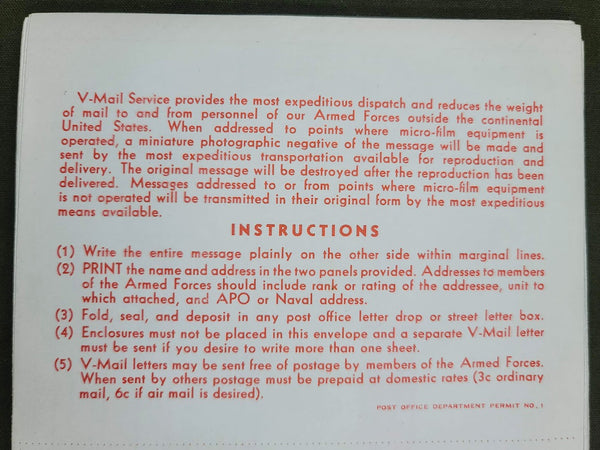 V-Mail Service provides the most expeditious dispatch and reduces the weight
of mail to and from personnel of our Armed Forces outside the continental
United States. When addressed to points where micro-film equipment is
operated, a miniature photographic negative of the message will be made and
sent by the most expeditious transportation available for reproduction and
delivery. The original message will be destroyed after the reproduction has been
delivered. Messages addressed to or from points where micro-film equipment
is not operated will be transmitted in their original form by the most expeditious
means available.
INSTRUCTIONS
(1) Write the entire message plainly on the other side within marginal lines.
(2) PRINT the name and address in the two panels provided. Addresses to members
of the Armed Forces should include rank or rating of the addressee, unit to
which attached, and APO or Naval address.
(3) Fold, seal, and deposit in any post office letter drop or street letter box.
(4) Enclosures must not be placed in this envelope and a separate V-Mail letter
must be sent if you desire to write more than one sheet.
(5) V-Mail letters may be sent free of postage by members of the Armed Forces.
When sent by others postage must be prepaid at domestic rates (3c ordinary
mail, 6c if air mail is desired).
POST OFFICE DEPARTMENT PERMIT NO. 1